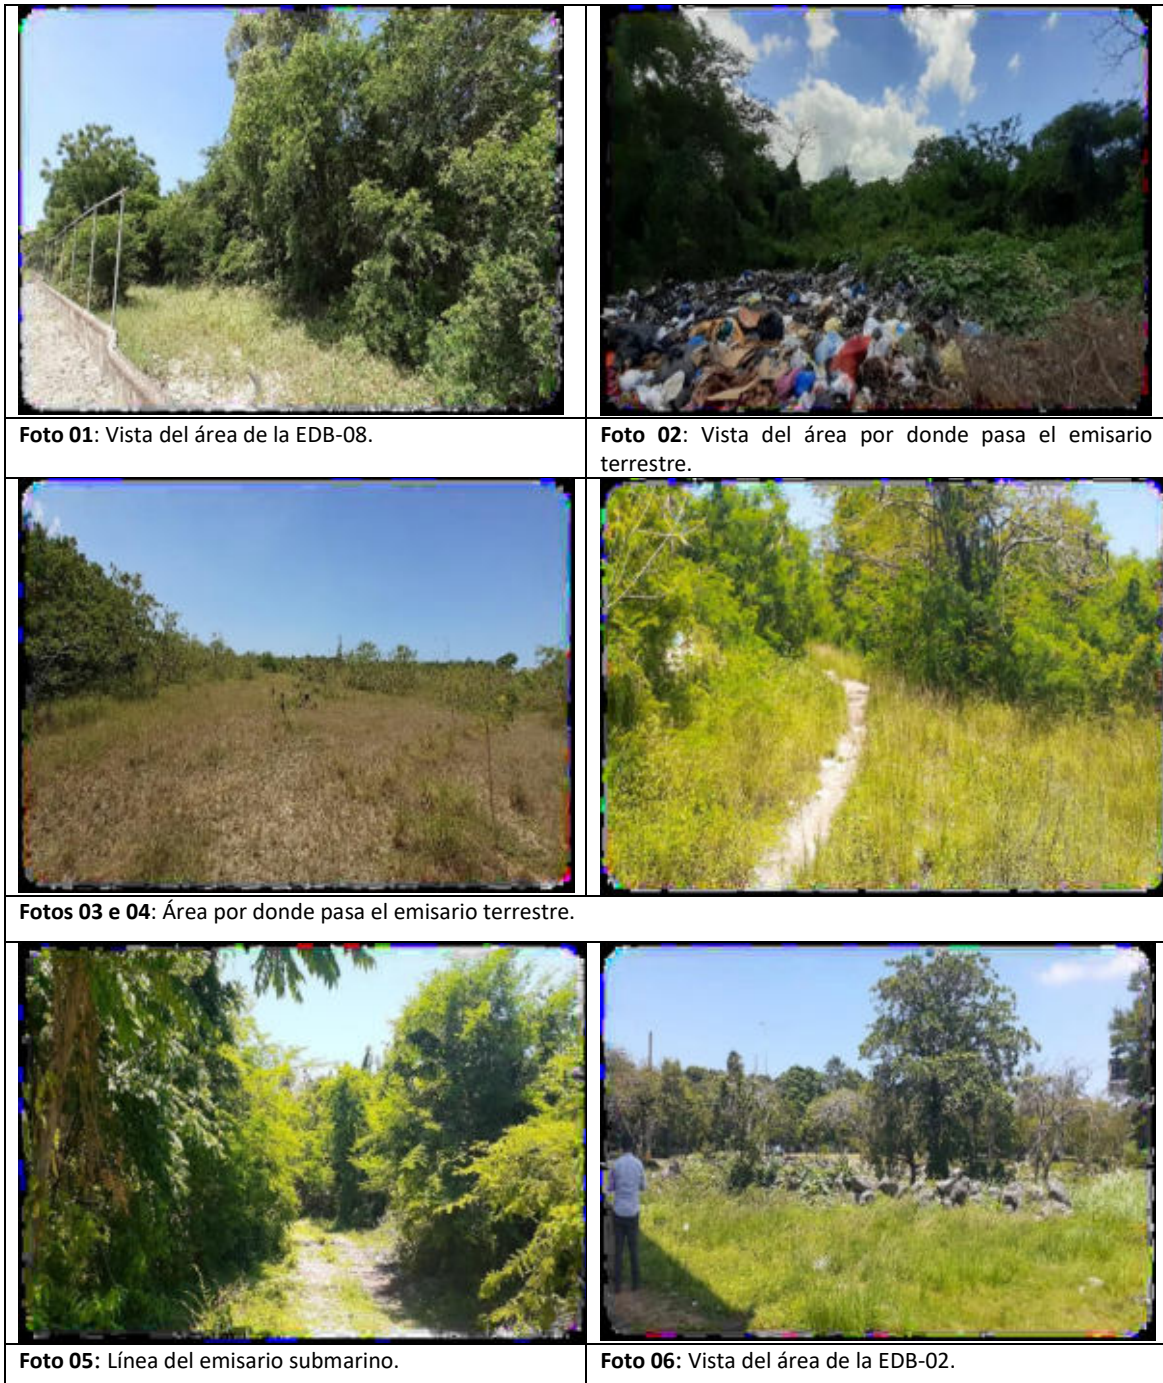 Foto 01: Vista del área de la EDB-08.
Foto 02: Vista del área por donde pasa el emisario
terrestre.
Fotos 03 e 04: Área por donde pasa el emisario terrestre.
Foto 05: Línea del emisario submarino.
Foto 06: Vista del área de la EDB-02.